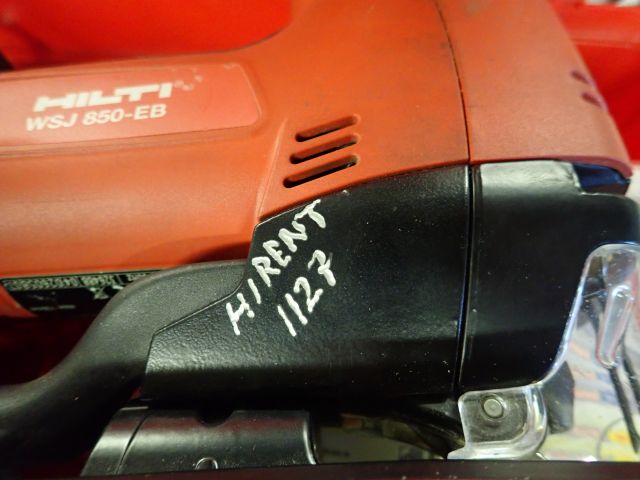 HILTI
WSJ 850-EB
HIRENT
1127